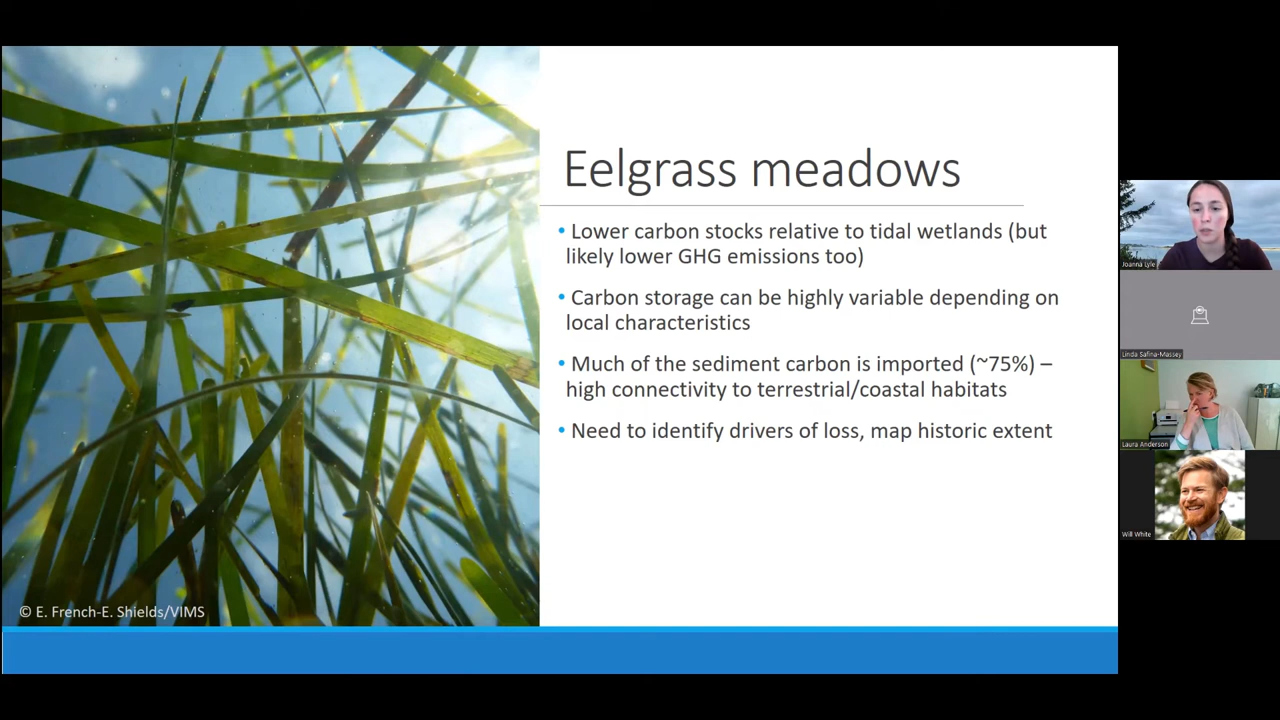 Eelgrass meadows
• Lower carbon stocks relative to tidal wetlands (but
likely lower GHG emissions too)
• Carbon storage can be highly variable depending on
local characteristics
• Much of the sediment carbon is imported (~75%) –
high connectivity to terrestrial/coastal habitats
• Need to identify drivers of loss, map historic extent
© E. French-E. Shields/VIMS
Joanna Lyle
Linda Safina-Massey
Laura Anderson
Will White